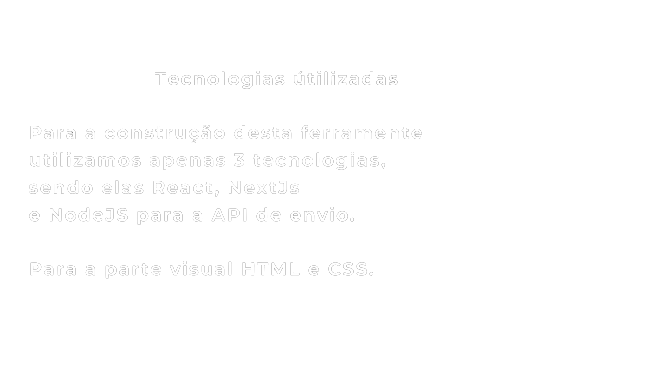 Tecnologias útilizadas
Para a construção desta ferramente
utilizamos apenas 3 tecnologias,
sendo elas React, NextJs
e NodeJS para a API de envio.
Para a parte visual HTML e CSS.